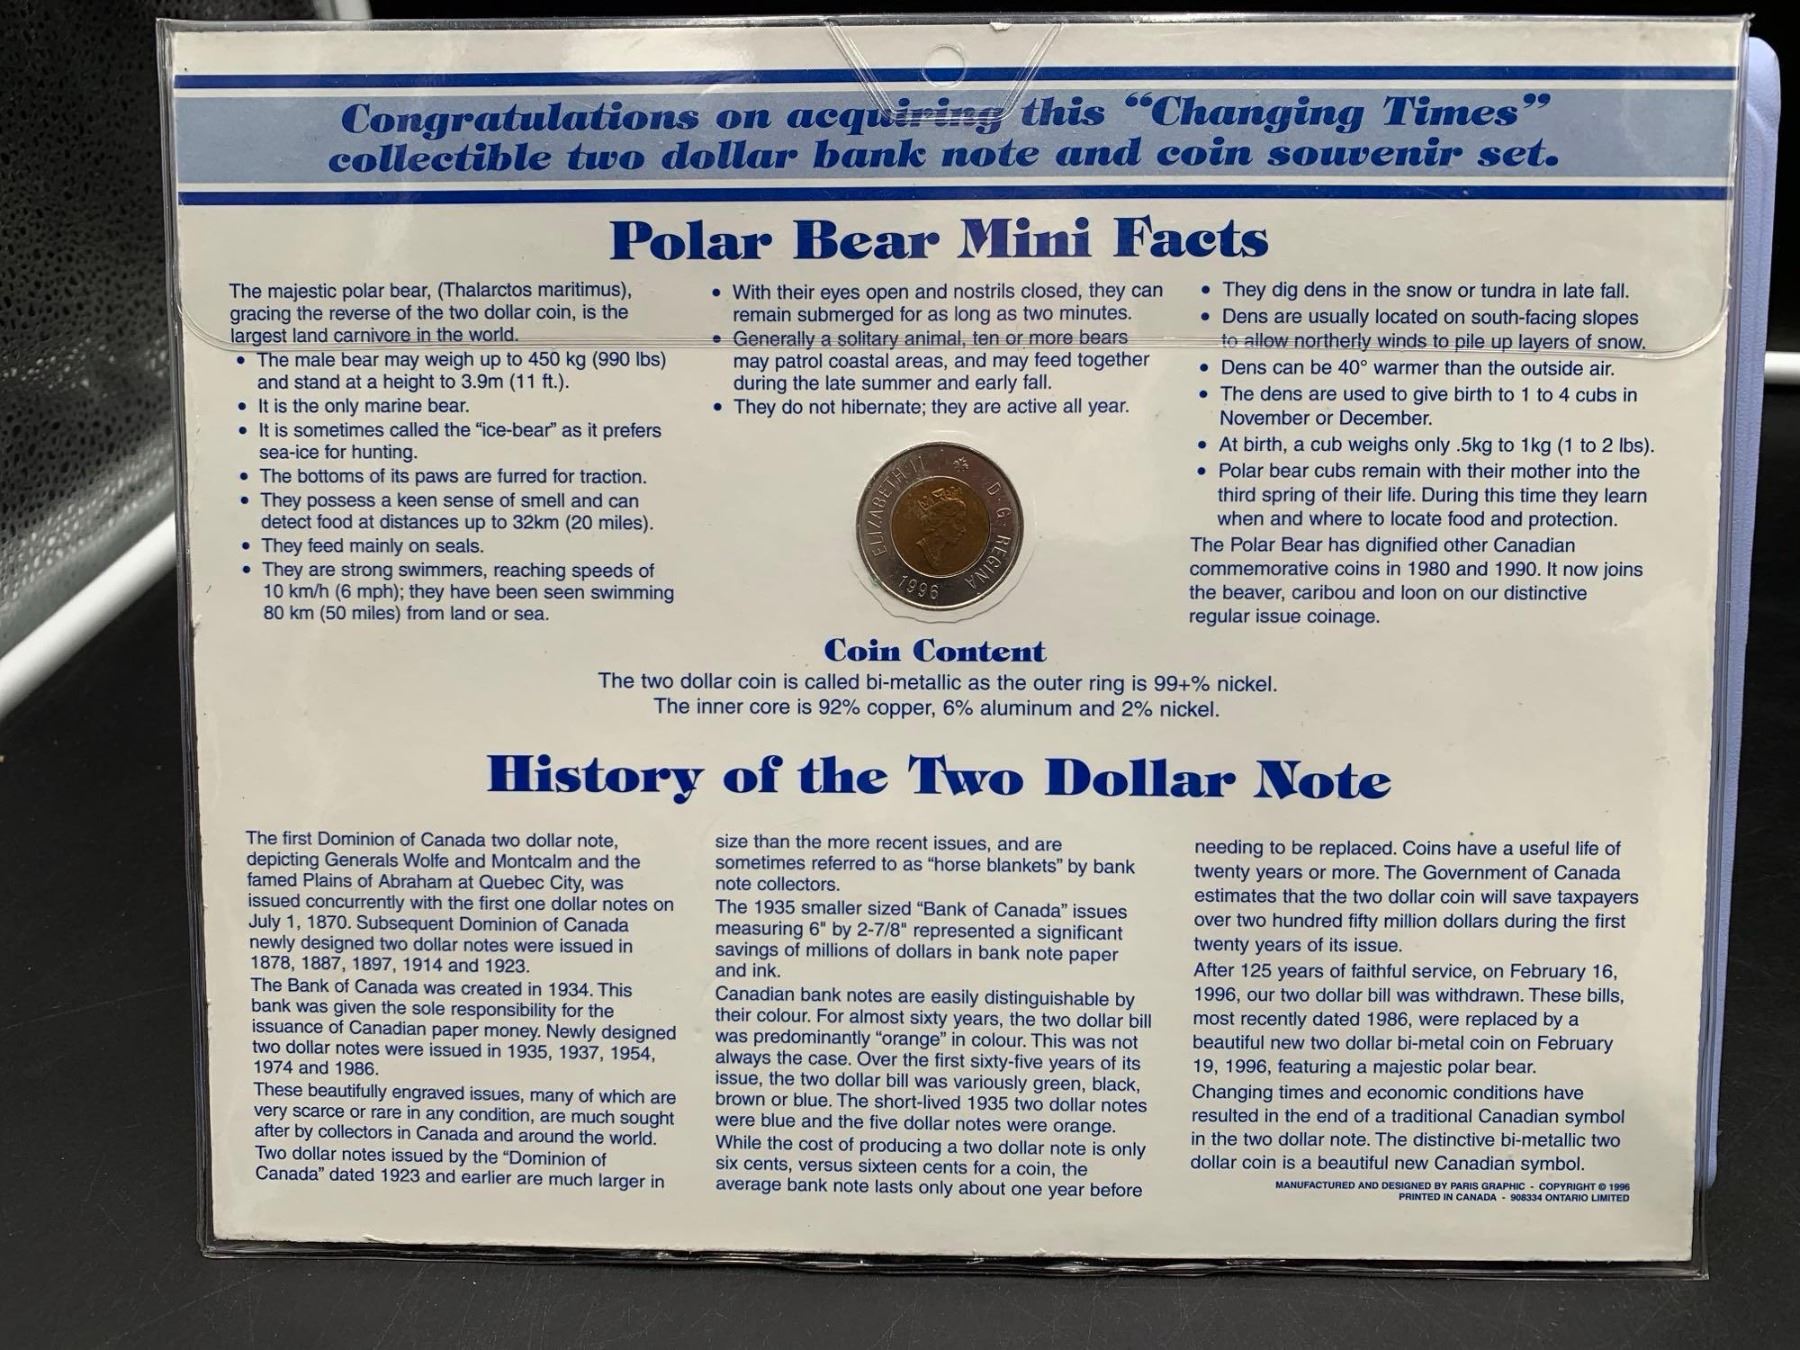 Congratulations on acquiring this “Changing Times”
collectible two dollar bank note and coin souvenir set.
Polar Bear Mini Facts
The majestic polar bear, (Thalarctos maritimus),
gracing the reverse of the two dollar coin, is the
largest land carnivore in the world.
• The male bear may weigh up to 450 kg (990 lbs)
and stand at a height to 3.9m (11 ft.).
• It is the only marine bear.
• It is sometimes called the “ice-bear” as it prefers
sea-ice for hunting.
• The bottoms of its paws are furred for traction.
• They possess a keen sense of smell and can
detect food at distances up to 32km (20 miles).
• They feed mainly on seals.
• They are strong swimmers, reaching speeds of
10 km/h (6 mph); they have been seen swimming
80 km (50 miles) from land or sea.
• With their eyes open and nostrils closed, they can
remain submerged for as long as two minutes.
• Generally a solitary animal, ten or more bears
may patrol coastal areas, and may feed together
during the late summer and early fall.
• They do not hibernate; they are active all year.
ELIZABETH II D·G·REGINA
1996
• They dig dens in the snow or tundra in late fall.
• Dens are usually located on south-facing slopes
to allow northerly winds to pile up layers of snow.
• Dens can be 40° warmer than the outside air.
• The dens are used to give birth to 1 to 4 cubs in
November or December.
• At birth, a cub weighs only .5kg to 1kg (1 to 2 lbs).
• Polar bear cubs remain with their mother into the
third spring of their life. During this time they learn
when and where to locate food and protection.
The Polar Bear has dignified other Canadian
commemorative coins in 1980 and 1990. It now joins
the beaver, caribou and loon on our distinctive
regular issue coinage.
Coin Content
The two dollar coin is called bi-metallic as the outer ring is 99+% nickel.
The inner core is 92% copper, 6% aluminum and 2% nickel.
History of the Two Dollar Note
The first Dominion of Canada two dollar note,
depicting Generals Wolfe and Montcalm and the
famed Plains of Abraham at Quebec City, was
issued concurrently with the first one dollar notes on
July 1, 1870. Subsequent Dominion of Canada
newly designed two dollar notes were issued in
1878, 1887, 1897, 1914 and 1923.
The Bank of Canada was created in 1934. This
bank was given the sole responsibility for the
issuance of Canadian paper money. Newly designed
two dollar notes were issued in 1935, 1937, 1954,
1974 and 1986.
These beautifully engraved issues, many of which are
very scarce or rare in any condition, are much sought
after by collectors in Canada and around the world.
Two dollar notes issued by the “Dominion of
Canada” dated 1923 and earlier are much larger in
size than the more recent issues, and are
sometimes referred to as “horse blankets” by bank
note collectors.
The 1935 smaller sized “Bank of Canada” issues
measuring 6" by 2-7/8" represented a significant
savings of millions of dollars in bank note paper
and ink.
Canadian bank notes are easily distinguishable by
their colour. For almost sixty years, the two dollar bill
was predominantly “orange” in colour. This was not
always the case. Over the first sixty-five years of its
issue, the two dollar bill was variously green, black,
brown or blue. The short-lived 1935 two dollar notes
were blue and the five dollar notes were orange.
While the cost of producing a two dollar note is only
six cents, versus sixteen cents for a coin, the
average bank note lasts only about one year before
needing to be replaced. Coins have a useful life of
twenty years or more. The Government of Canada
estimates that the two dollar coin will save taxpayers
over two hundred fifty million dollars during the first
twenty years of its issue.
After 125 years of faithful service, on February 16,
1996, our two dollar bill was withdrawn. These bills,
most recently dated 1986, were replaced by a
beautiful new two dollar bi-metal coin on February
19, 1996, featuring a majestic polar bear.
Changing times and economic conditions have
resulted in the end of a traditional Canadian symbol
in the two dollar note. The distinctive bi-metallic two
dollar coin is a beautiful new Canadian symbol.
MANUFACTURED AND DESIGNED BY PARIS GRAPHIC - COPYRIGHT © 1996
PRINTED IN CANADA - 908334 ONTARIO LIMITED